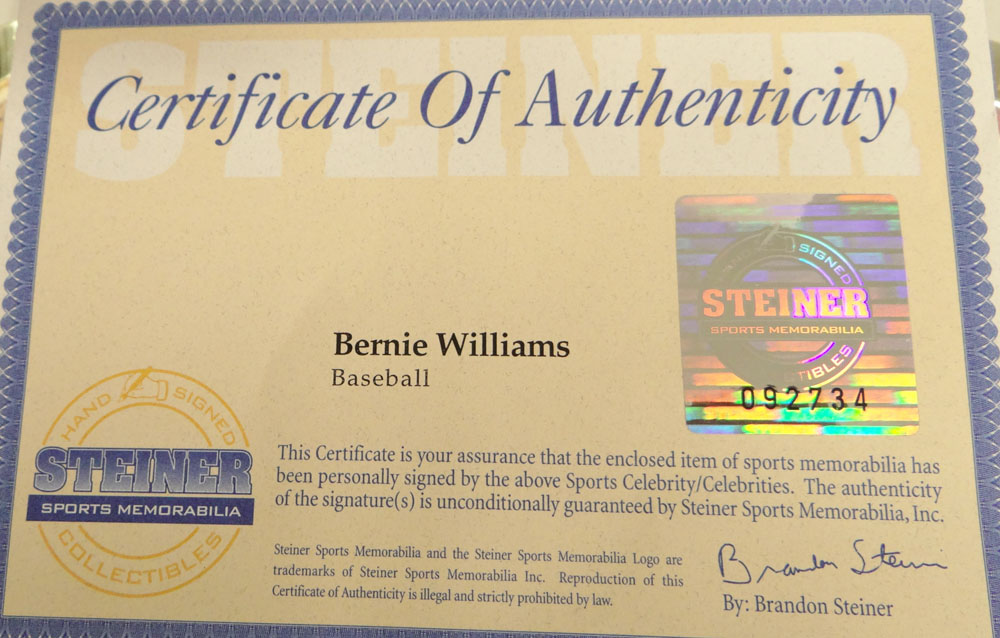 STEINER
Certificate Of Authenticity
HAND SIGNED
STEINER
SPORTS MEMORABILIA
TIBLES
092734
Bernie Williams
Baseball
HAND SIGNED
STEINER
SPORTS MEMORABILIA
COLLECTIBLES
This Certificate is your assurance that the enclosed item of sports memorabilia has
been personally signed by the above Sports Celebrity/Celebrities. The authenticity
of the signature(s) is unconditionally guaranteed by Steiner Sports Memorabilia, Inc.
Steiner Sports Memorabilia and the Steiner Sports Memorabilia Logo are
trademarks of Steiner Sports Memorabilia Inc. Reproduction of this
Certificate of Authenticity is illegal and strictly prohibited by law.
Brandon Steiner
By: Brandon Steiner